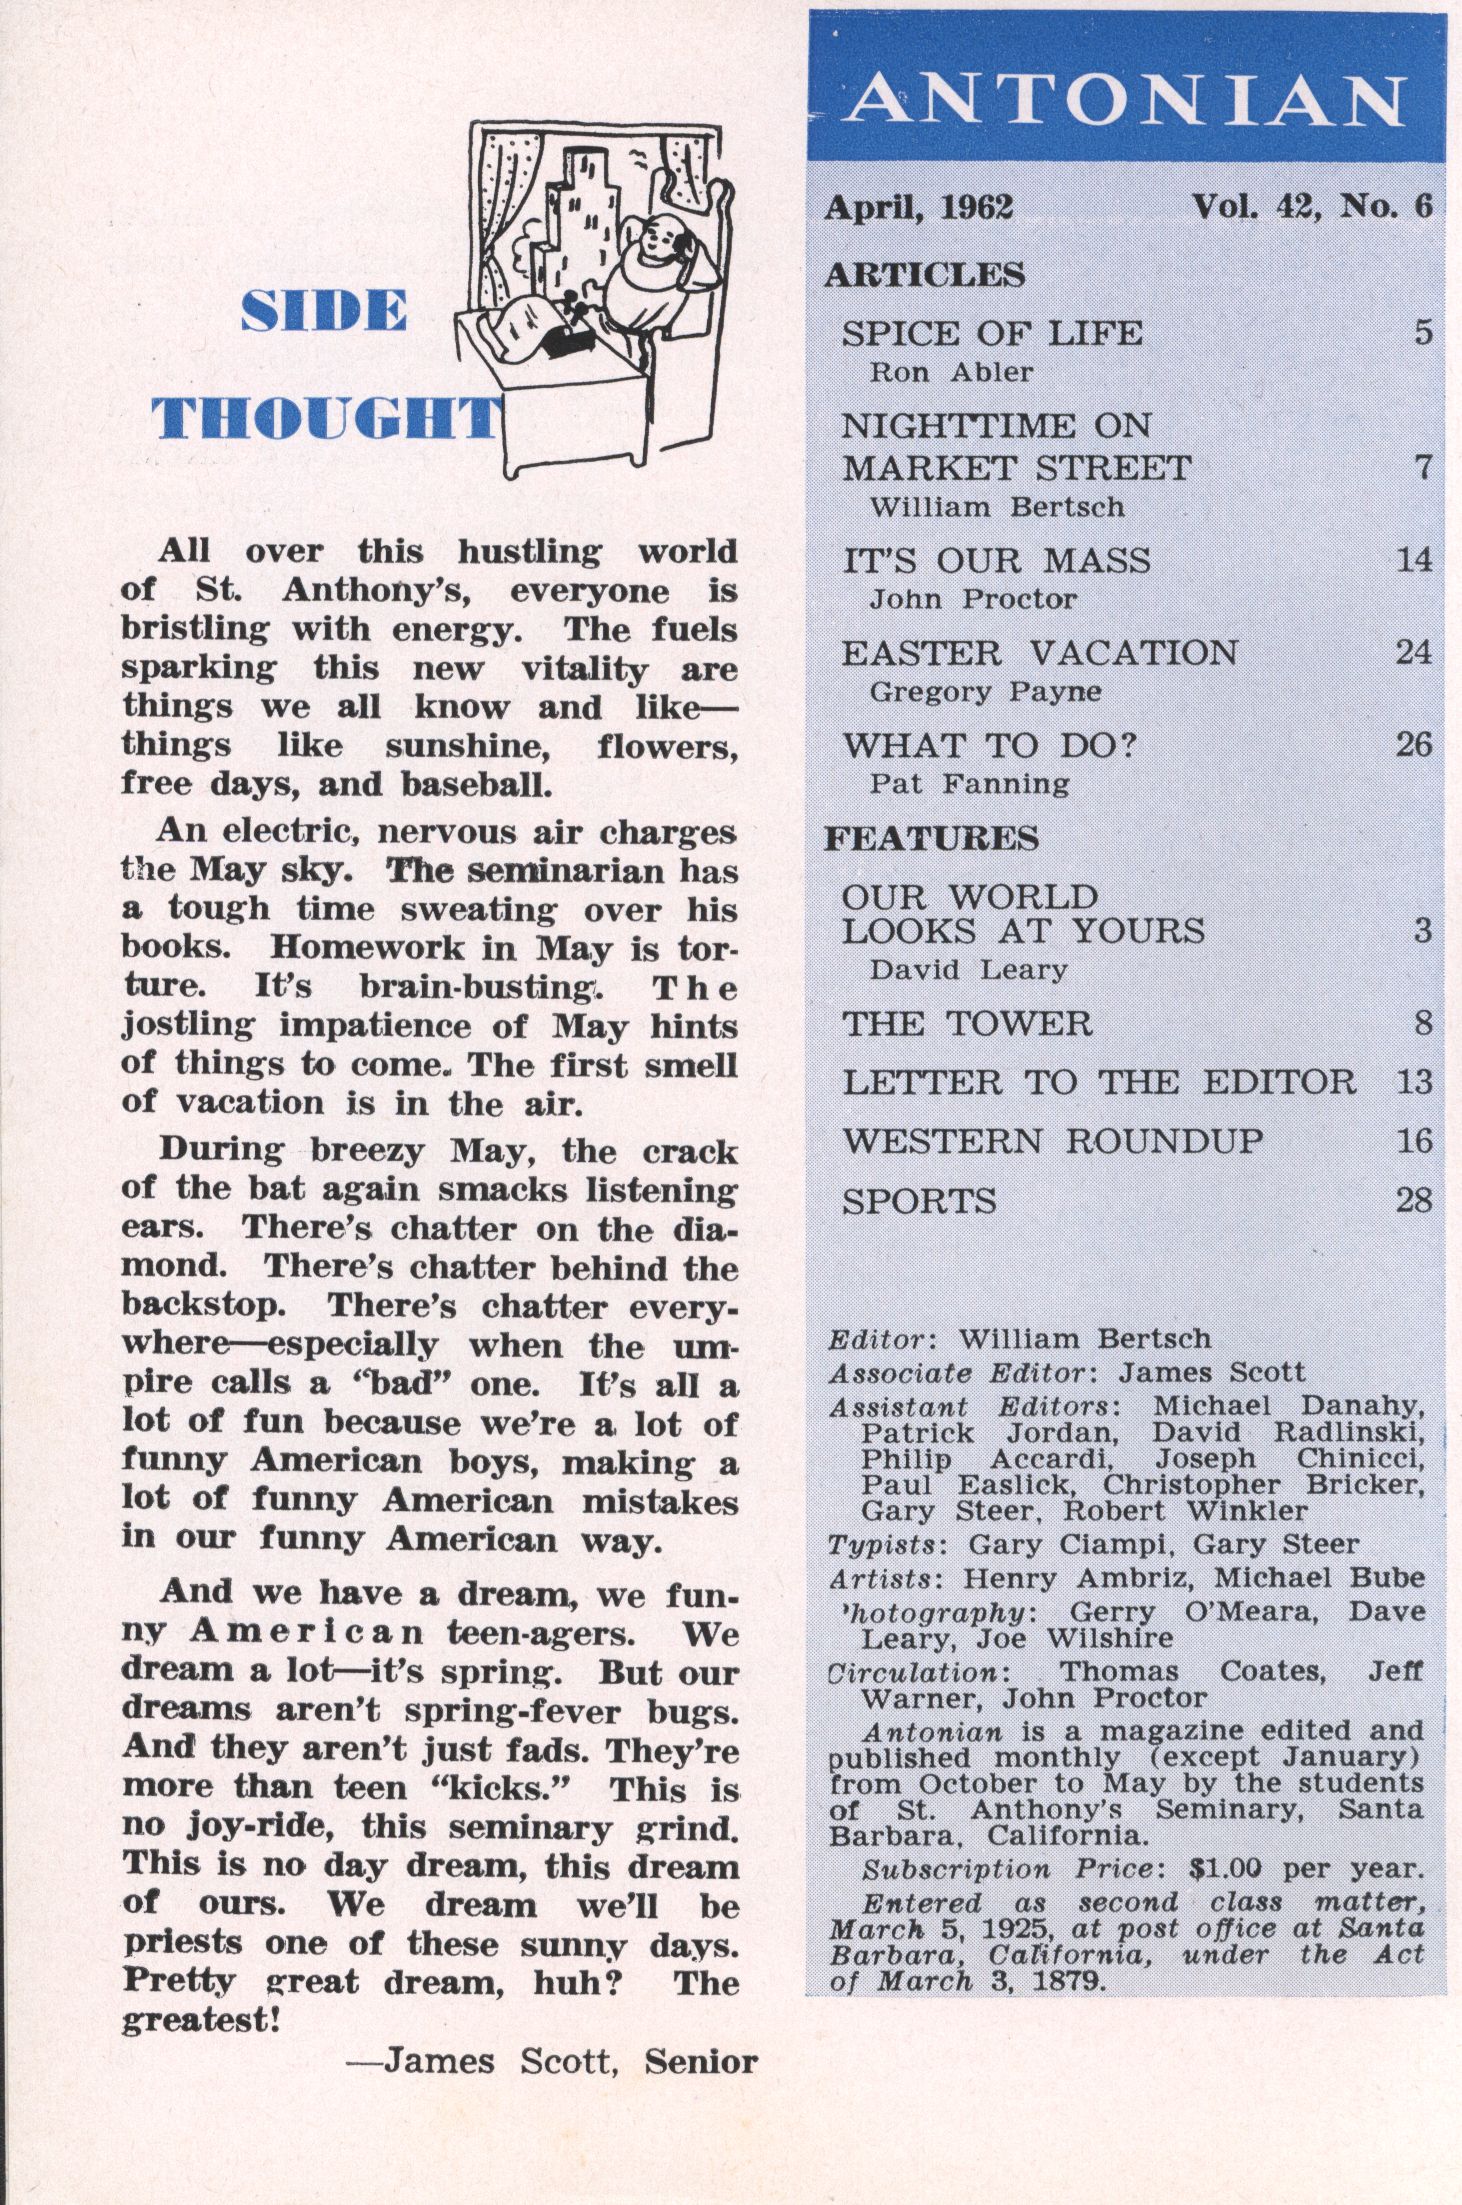 SIDE
THOUGHT
All over this hustling world
of St. Anthony's, everyone is
bristling with energy. The fuels
sparking this new vitality are
things we all know and like—
things like sunshine, flowers,
free days, and baseball.
An electric, nervous air charges
the May sky. The seminarian has
a tough time sweating over his
books. Homework in May is tor-
ture. It's brain-busting. The
jostling impatience of May hints
of things to come. The first smell
of vacation is in the air.
During breezy May, the crack
of the bat again smacks listening
ears. There's chatter on the dia-
mond. There's chatter behind the
backstop. There's chatter every-
where—especially when the um-
pire calls a "bad" one. It's all a
lot of fun because we're a lot of
funny American boys, making a
lot of funny American mistakes
in our funny American way.
And we have a dream, we fun-
ny American teen-agers. We
dream a lot—it's spring. But our
dreams aren't spring-fever bugs.
And they aren't just fads. They're
more than teen "kicks." This is
no joy-ride, this seminary grind.
This is no day dream, this dream
of ours. We dream we'll be
priests one of these sunny days.
Pretty great dream, huh? The
greatest!
—James Scott, Senior
ANTONIAN
April, 1962 Vol. 42, No. 6
ARTICLES
SPICE OF LIFE 5
Ron Abler
NIGHTTIME ON
MARKET STREET 7
William Bertsch
IT'S OUR MASS 14
John Proctor
EASTER VACATION 24
Gregory Payne
WHAT TO DO? 26
Pat Fanning
FEATURES
OUR WORLD
LOOKS AT YOURS 3
David Leary
THE TOWER 8
LETTER TO THE EDITOR 13
WESTERN ROUNDUP 16
SPORTS 28
Editor: William Bertsch
Associate Editor: James Scott
Assistant Editors: Michael Danahy,
Patrick Jordan, David Radlinski,
Philip Accardi, Joseph Chinicci,
Paul Easlick, Christopher Bricker,
Gary Steer, Robert Winkler
Typists: Gary Ciampi, Gary Steer
Artists: Henry Ambriz, Michael Bube
'hotography: Gerry O'Meara, Dave
Leary, Joe Wilshire
Circulation: Thomas Coates, Jeff
Warner, John Proctor
Antonian is a magazine edited and
published monthly (except January)
from October to May by the students
of St. Anthony's Seminary, Santa
Barbara, California.
Subscription Price: $1.00 per year.
Entered as second class matter,
March 5, 1925, at post office at Santa
Barbara, California, under the Act
of March 3, 1879.